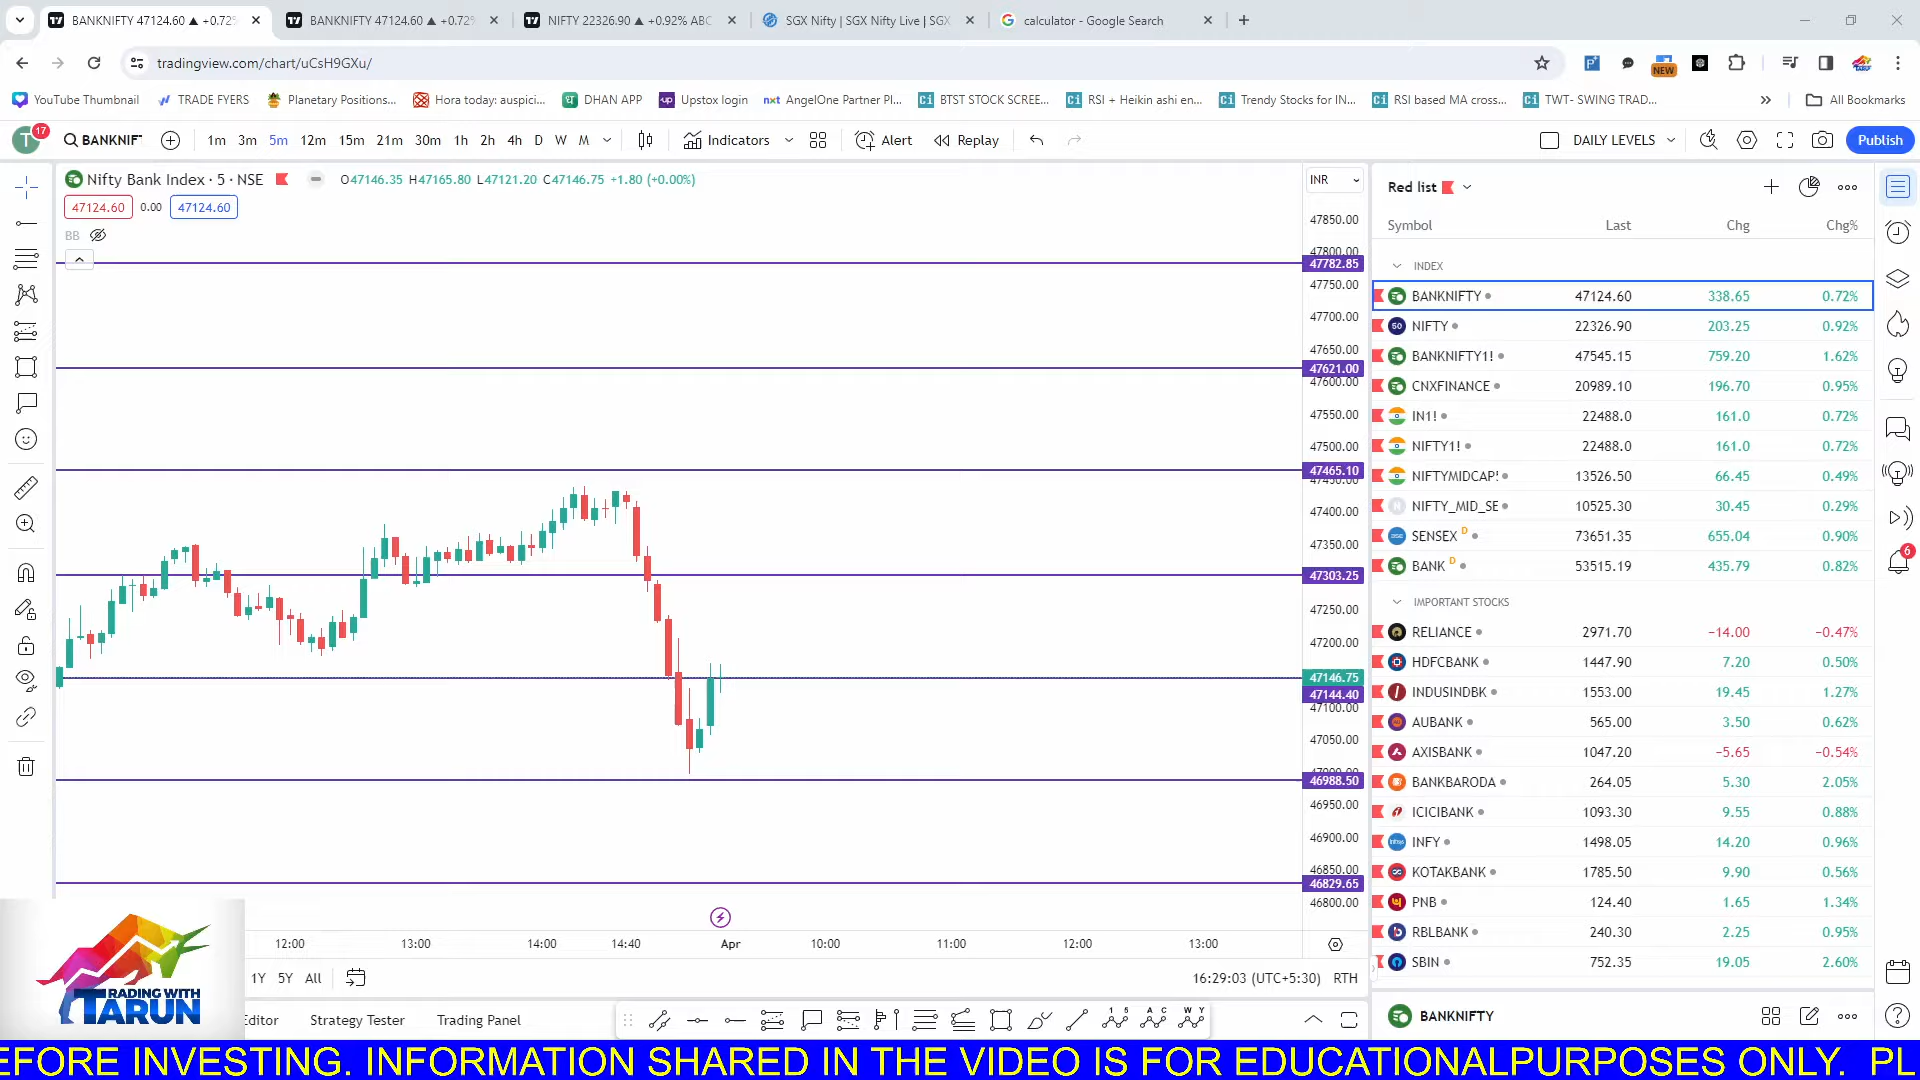 BANKNIFTY 47124.60 ▲ +0.72%
BANKNIFTY 47124.60 ▲ +0.72%
NIFTY 22326.90 ▲ +0.92% ABC
SGX Nifty | SGX Nifty Live | SGX
calculator - Google Search
tradingview.com/chart/uCsH9GXu/
NEW
YouTube Thumbnail
TRADE FYERS
Planetary Positions...
Hora today: auspici...
DHAN APP
Upstox login
AngelOne Partner Pl...
BTST STOCK SCREE...
RSI + Heikin ashi en...
Trendy Stocks for IN...
RSI based MA cross...
TWT- SWING TRAD...
All Bookmarks
T 17
BANKNIF
1m 3m 5m 12m 15m 21m 30m 1h 2h 4h D W M
Indicators
Alert
Replay
DAILY LEVELS
Publish
Nifty Bank Index · 5 · NSE
O47146.35 H47165.80 L47121.20 C47146.75 +1.80 (+0.00%)
47124.60 0.00 47124.60
BB
INR
47850.00
47800.00
47782.85
47750.00
47700.00
47650.00
47621.00
47600.00
47550.00
47500.00
47465.10
47450.00
47400.00
47350.00
47303.25
47250.00
47200.00
47146.75
47144.40
47100.00
47050.00
46988.50
46950.00
46900.00
46850.00
46829.65
46800.00
12:00 13:00 14:00 14:40 Apr 10:00 11:00 12:00 13:00
1Y 5Y All
16:29:03 (UTC+5:30) RTH
Editor
Strategy Tester
Trading Panel
Red list
Symbol Last Chg Chg%
INDEX
BANKNIFTY 47124.60 338.65 0.72%
50 NIFTY 22326.90 203.25 0.92%
BANKNIFTY1! 47545.15 759.20 1.62%
CNXFINANCE 20989.10 196.70 0.95%
IN1! 22488.0 161.0 0.72%
NIFTY1! 22488.0 161.0 0.72%
NIFTYMIDCAP! 13526.50 66.45 0.49%
N NIFTY_MID_SE 10525.30 30.45 0.29%
SENSEX D 73651.35 655.04 0.90%
BANK D 53515.19 435.79 0.82%
IMPORTANT STOCKS
RELIANCE 2971.70 −14.00 −0.47%
HDFCBANK 1447.90 7.20 0.50%
INDUSINDBK 1553.00 19.45 1.27%
AUBANK 565.00 3.50 0.62%
AXISBANK 1047.20 −5.65 −0.54%
BANKBARODA 264.05 5.30 2.05%
ICICIBANK 1093.30 9.55 0.88%
INFY 1498.05 14.20 0.96%
KOTAKBANK 1785.50 9.90 0.56%
PNB 124.40 1.65 1.34%
RBLBANK 240.30 2.25 0.95%
SBIN 752.35 19.05 2.60%
BANKNIFTY
6
TRADING WITH
TARUN
EFORE INVESTING. INFORMATION SHARED IN THE VIDEO IS FOR EDUCATIONALPURPOSES ONLY. PL